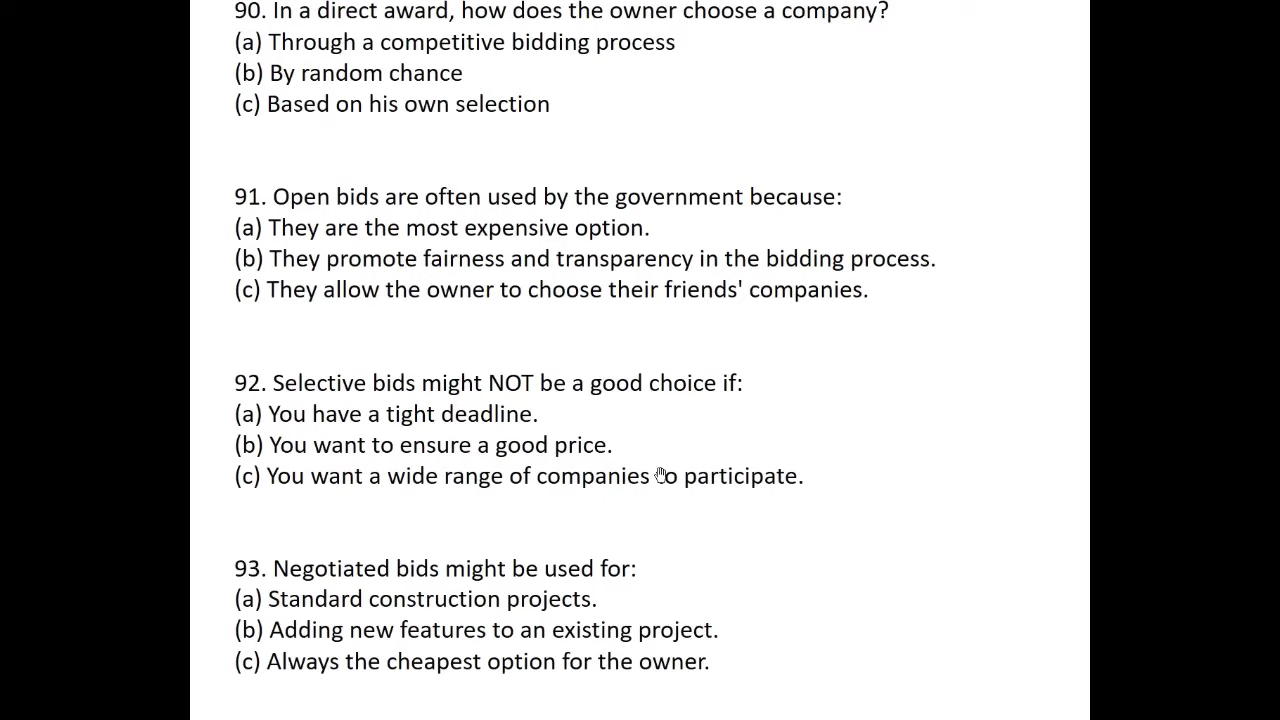 90. In a direct award, how does the owner choose a company?
(a) Through a competitive bidding process
(b) By random chance
(c) Based on his own selection
91. Open bids are often used by the government because:
(a) They are the most expensive option.
(b) They promote fairness and transparency in the bidding process.
(c) They allow the owner to choose their friends' companies.
92. Selective bids might NOT be a good choice if:
(a) You have a tight deadline.
(b) You want to ensure a good price.
(c) You want a wide range of companies to participate.
93. Negotiated bids might be used for:
(a) Standard construction projects.
(b) Adding new features to an existing project.
(c) Always the cheapest option for the owner.